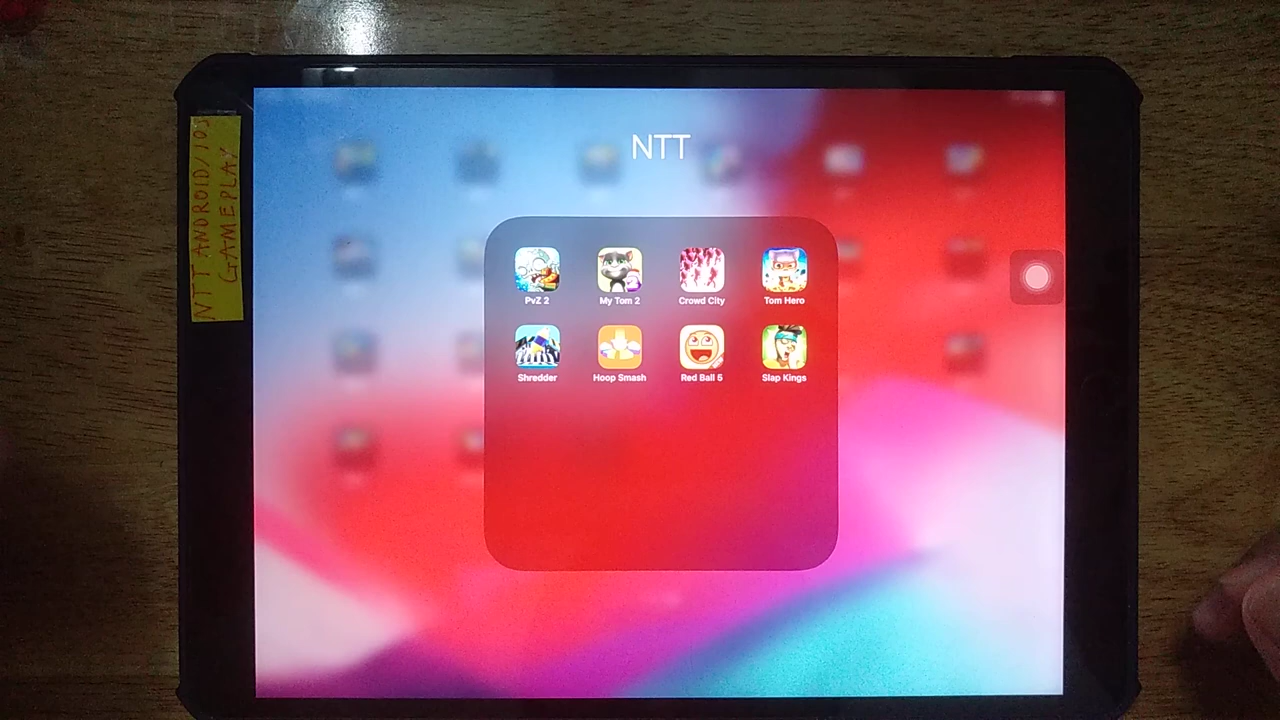 NTT ANDROID/IOS
GAMEPLAY
NTT
PvZ 2
My Tom 2
Crowd City
Tom Hero
Shredder
Hoop Smash
Red Ball 5
Slap Kings